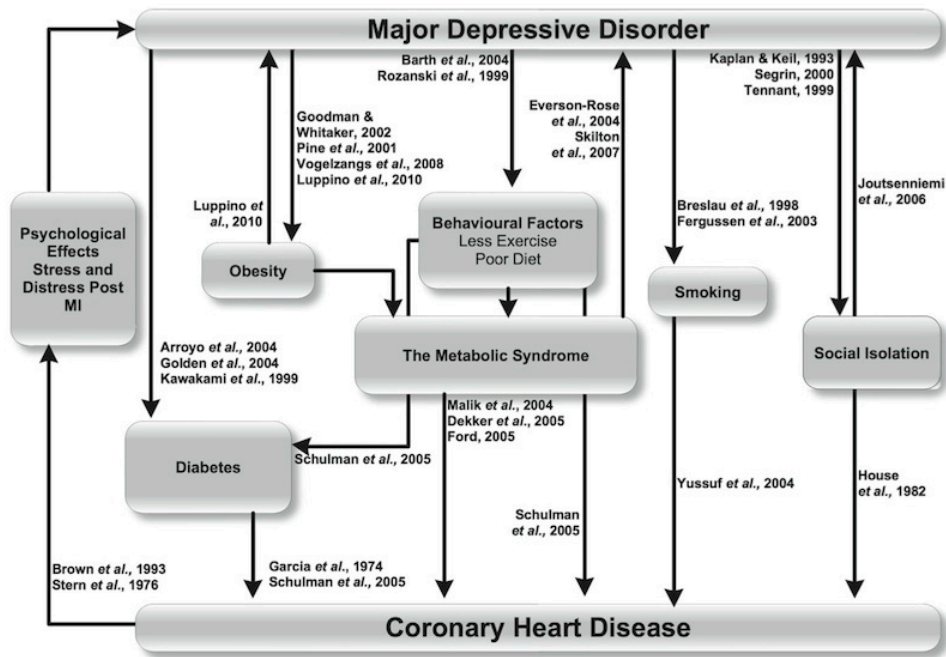 Major Depressive Disorder
Barth et al., 2004
Rozanski et al., 1999
Kaplan & Keil, 1993
Segrin, 2000
Tennant, 1999
Everson-Rose
et al., 2004
Skilton
et al., 2007
Goodman &
Whitaker, 2002
Pine et al., 2001
Vogelzangs et al., 2008
Luppino et al., 2010
Luppino et
al., 2010
Joutsenniemi
et al., 2006
Breslau et al., 1998
Fergussen et al., 2003
Psychological
Effects
Stress and
Distress Post
MI
Behavioural Factors
Less Exercise
Poor Diet
Obesity
Smoking
The Metabolic Syndrome
Social Isolation
Arroyo et al., 2004
Golden et al., 2004
Kawakami et al., 1999
Malik et al., 2004
Dekker et al., 2005
Ford, 2005
Schulman et al., 2005
Diabetes
Yussuf et al., 2004
House
et al., 1982
Schulman
et al., 2005
Brown et al., 1993
Stern et al., 1976
Garcia et al., 1974
Schulman et al., 2005
Coronary Heart Disease